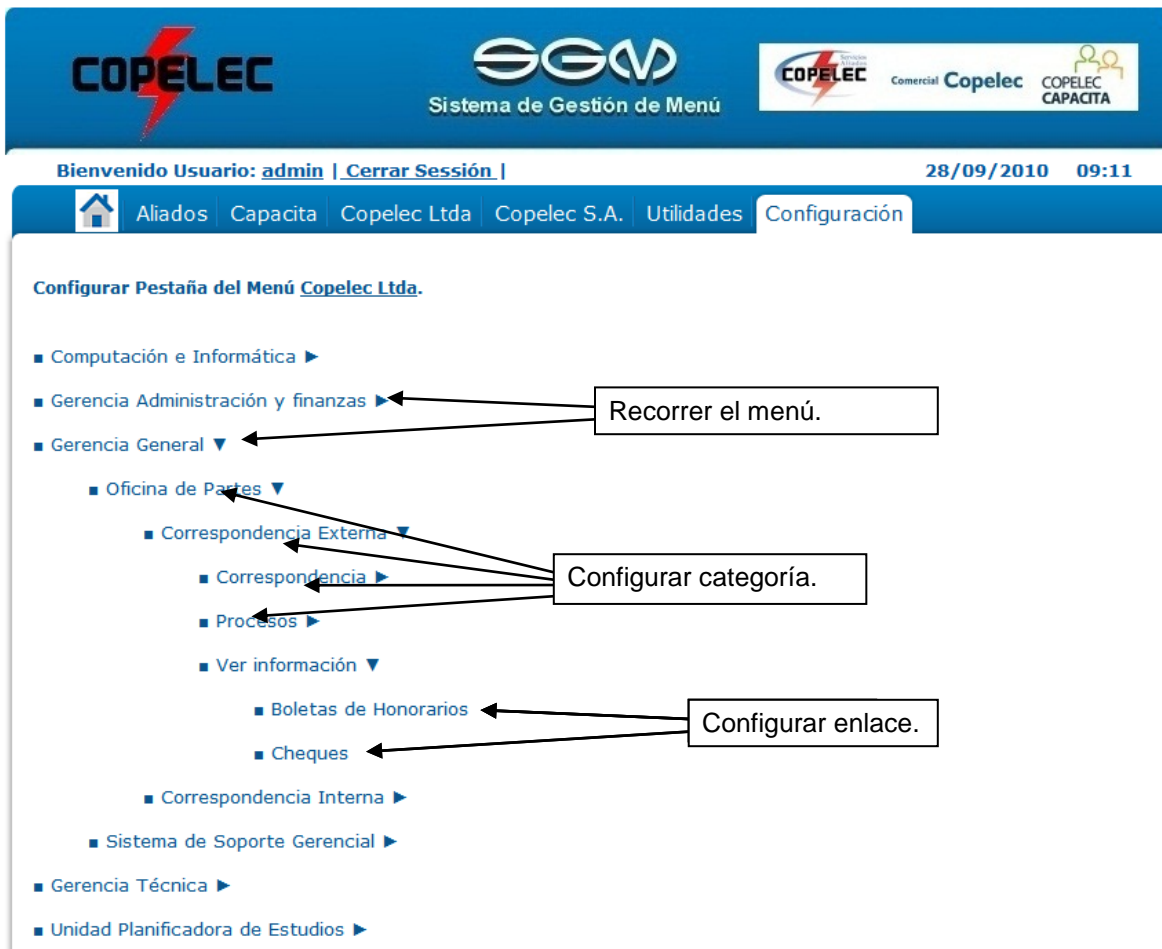 COPELEC
SGM
Sistema de Gestión de Menú
Servicios
Aliados
COPELEC
Comercial Copelec
COPELEC
CAPACITA
Bienvenido Usuario: admin | Cerrar Sessión |
28/09/2010 09:11
Aliados Capacita Copelec Ltda Copelec S.A. Utilidades Configuración
Configurar Pestaña del Menú Copelec Ltda.
Computación e Informática
Gerencia Administración y finanzas
Recorrer el menú.
Gerencia General
Oficina de Partes
Correspondencia Externa
Correspondencia
Configurar categoría.
Procesos
Ver información
Boletas de Honorarios
Configurar enlace.
Cheques
Correspondencia Interna
Sistema de Soporte Gerencial
Gerencia Técnica
Unidad Planificadora de Estudios